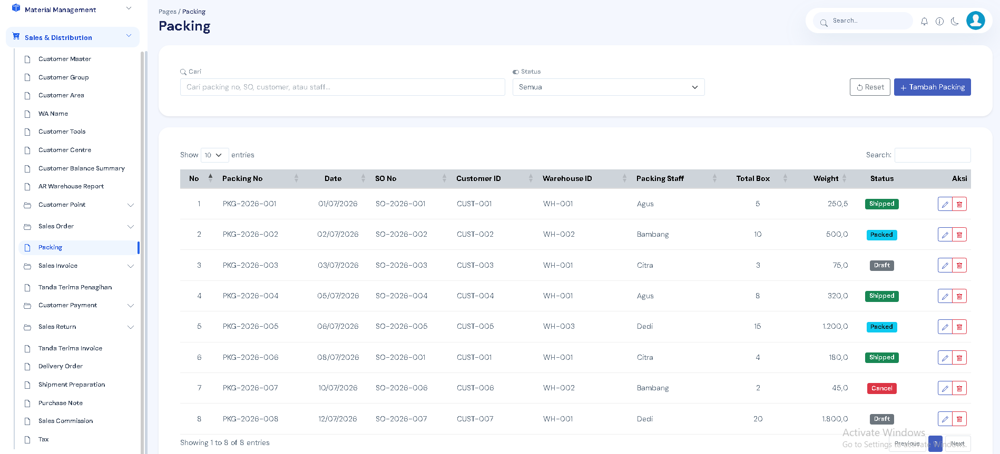 Material Management
Sales & Distribution
Customer Master
Customer Group
Customer Area
WA Name
Customer Tools
Customer Centre
Customer Balance Summary
AR Warehouse Report
Customer Point
Sales Order
Packing
Sales Invoice
Tanda Terima Penagihan
Customer Payment
Sales Return
Tanda Terima Invoice
Delivery Order
Shipment Preparation
Purchase Note
Sales Commission
Tax
Pages / Packing
Packing
Search...
Cari
Cari packing no, SO, customer, atau staff...
Status
Semua
Reset
+ Tambah Packing
Show 10 entries
Search:
No Packing No Date SO No Customer ID Warehouse ID Packing Staff Total Box Weight Status Aksi
1 PKG-2026-001 01/07/2026 SO-2026-001 CUST-001 WH-001 Agus 5 250,5 Shipped
2 PKG-2026-002 02/07/2026 SO-2026-002 CUST-002 WH-002 Bambang 10 500,0 Packed
3 PKG-2026-003 03/07/2026 SO-2026-003 CUST-003 WH-001 Citra 3 75,0 Draft
4 PKG-2026-004 05/07/2026 SO-2026-004 CUST-004 WH-001 Agus 8 320,0 Shipped
5 PKG-2026-005 06/07/2026 SO-2026-005 CUST-005 WH-003 Dedi 15 1.200,0 Packed
6 PKG-2026-006 08/07/2026 SO-2026-001 CUST-001 WH-001 Citra 4 180,0 Shipped
7 PKG-2026-007 10/07/2026 SO-2026-006 CUST-006 WH-002 Bambang 2 45,0 Cancel
8 PKG-2026-008 12/07/2026 SO-2026-007 CUST-007 WH-001 Dedi 20 1.800,0 Draft
Showing 1 to 8 of 8 entries
Previous 1 Next
Activate Windows
Go to Settings to activate Windows.